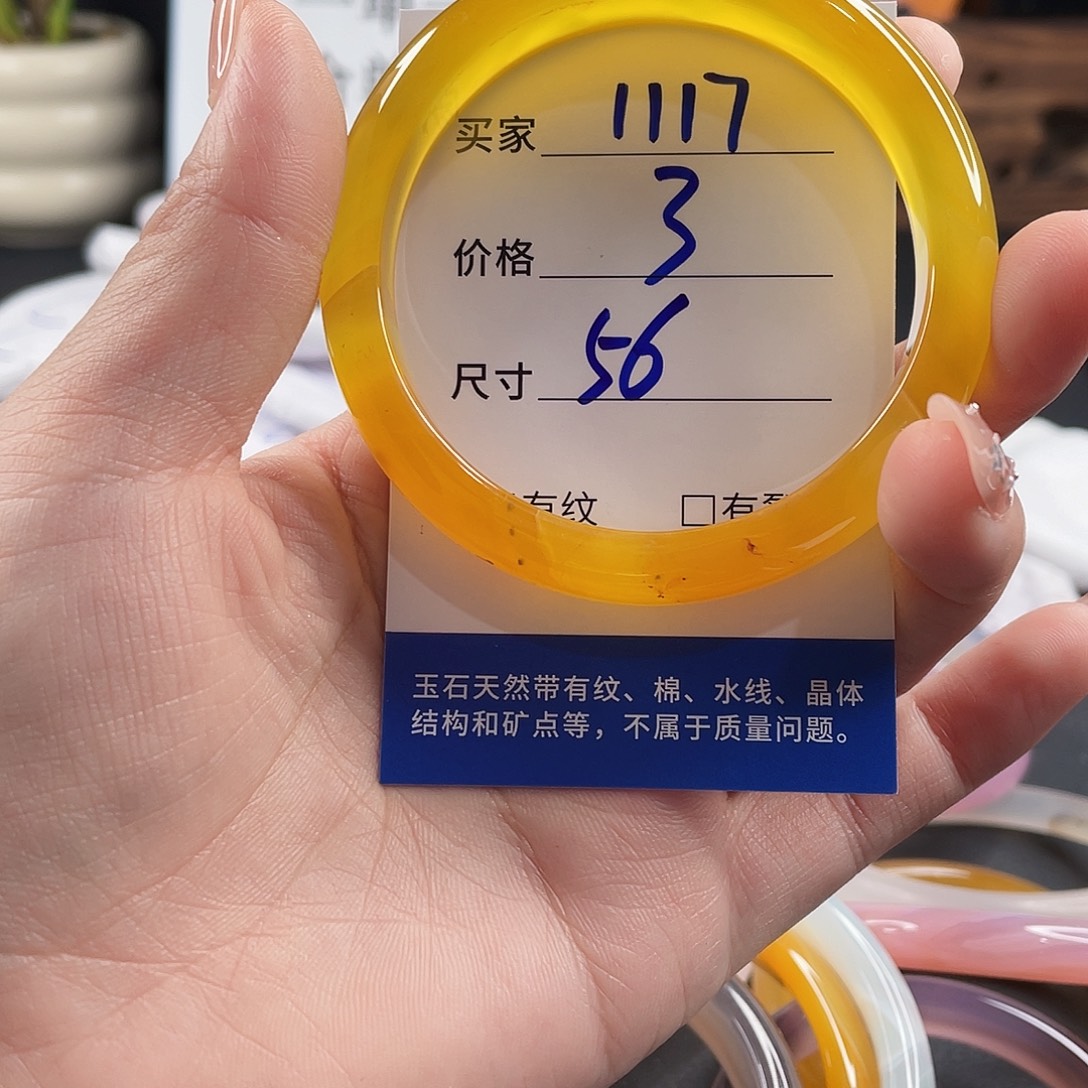 买家 1117
价格 3
尺寸 56
有纹 □有
玉石天然带有纹、棉、水线、晶体
结构和矿点等，不属于质量问题。